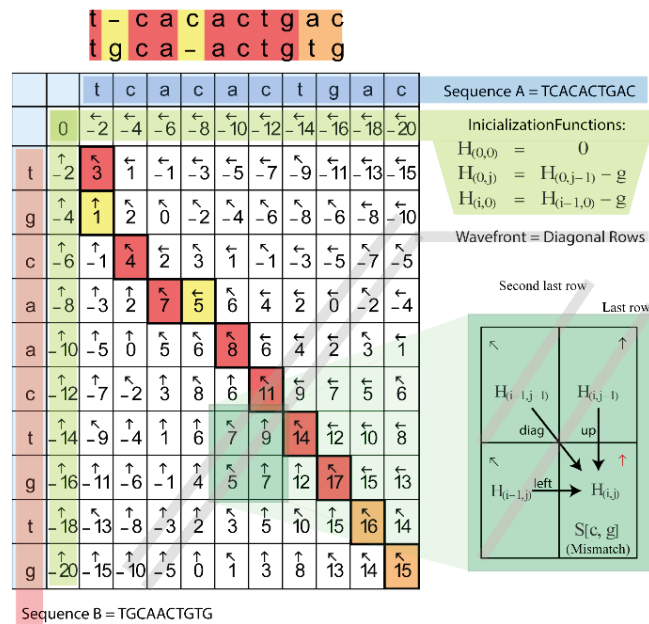 t - c a c a c t g a c
t g c a - a c t g t g
t c a c a c t g a c
Sequence A = TCACACTGAC
0 -2 -4 -6 -8 -10 -12 -14 -16 -18 -20
InicializationFunctions:
H(0,0) = 0
H(0,j) = H(0,j-1) - g
H(i,0) = H(i-1,0) - g
t -2 3 1 -1 -3 -5 -7 -9 -11 -13 -15
g -4 1 2 0 -2 -4 -6 -8 -6 -8 -10
c -6 -1 4 2 3 1 -1 -3 -5 -7 -5
a -8 -3 2 7 5 6 4 2 0 -2 -4
a -10 -5 0 5 6 8 6 4 2 3 1
c -12 -7 -2 3 8 6 11 9 7 5 6
t -14 -9 -4 1 6 7 9 14 12 10 8
g -16 -11 -6 -1 4 5 7 12 17 15 13
t -18 -13 -8 -3 2 3 5 10 15 16 14
g -20 -15 -10 -5 0 1 3 8 13 14 15
Wavefront = Diagonal Rows
Second last row
Last row
H(i-1,j-1) H(i,j-1)
diag up
H(i-1,j) left H(i,j)
S[c, g]
(Mismatch)
Sequence B = TGCAACTGTG